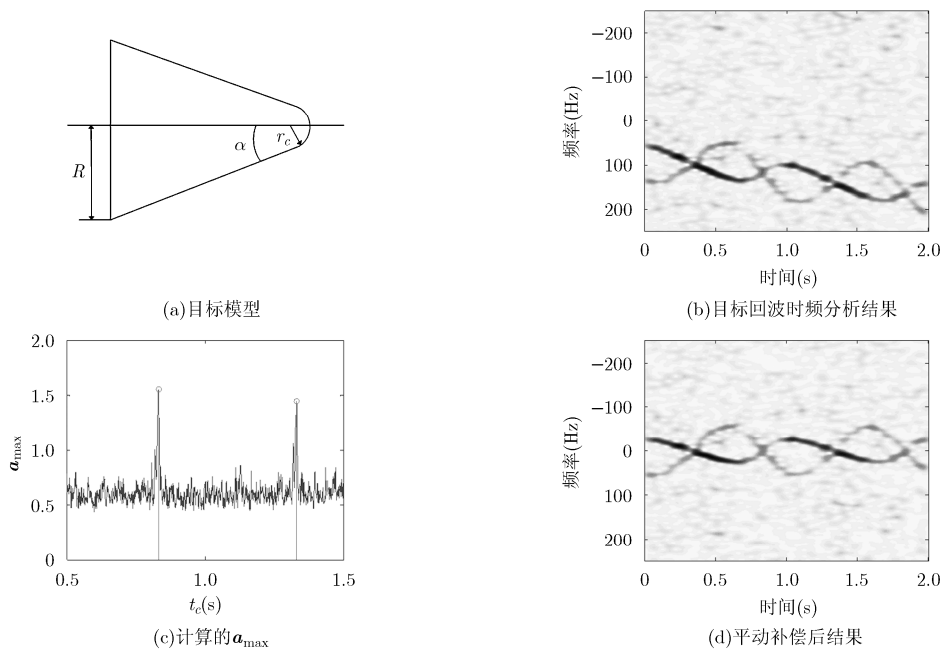 R
α
r_c
(a)目标模型
−200
−100
0
100
200
频率(Hz)
0
0.5
1.0
1.5
2.0
时间(s)
(b)目标回波时频分析结果
2.0
1.5
1.0
0.5
0
a_max
0.5
1.0
1.5
t_c(s)
(c)计算的a_max
−200
−100
0
100
200
频率(Hz)
0
0.5
1.0
1.5
2.0
时间(s)
(d)平动补偿后结果